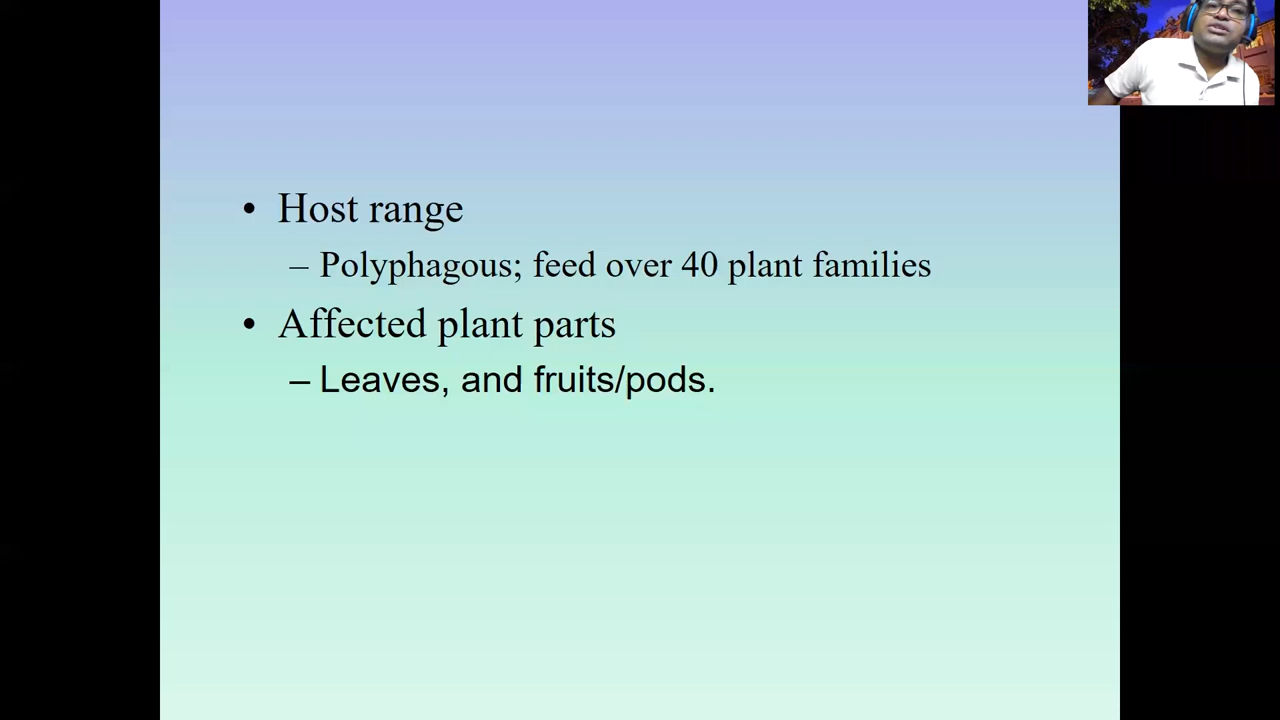 • Host range
– Polyphagous; feed over 40 plant families
• Affected plant parts
– Leaves, and fruits/pods.